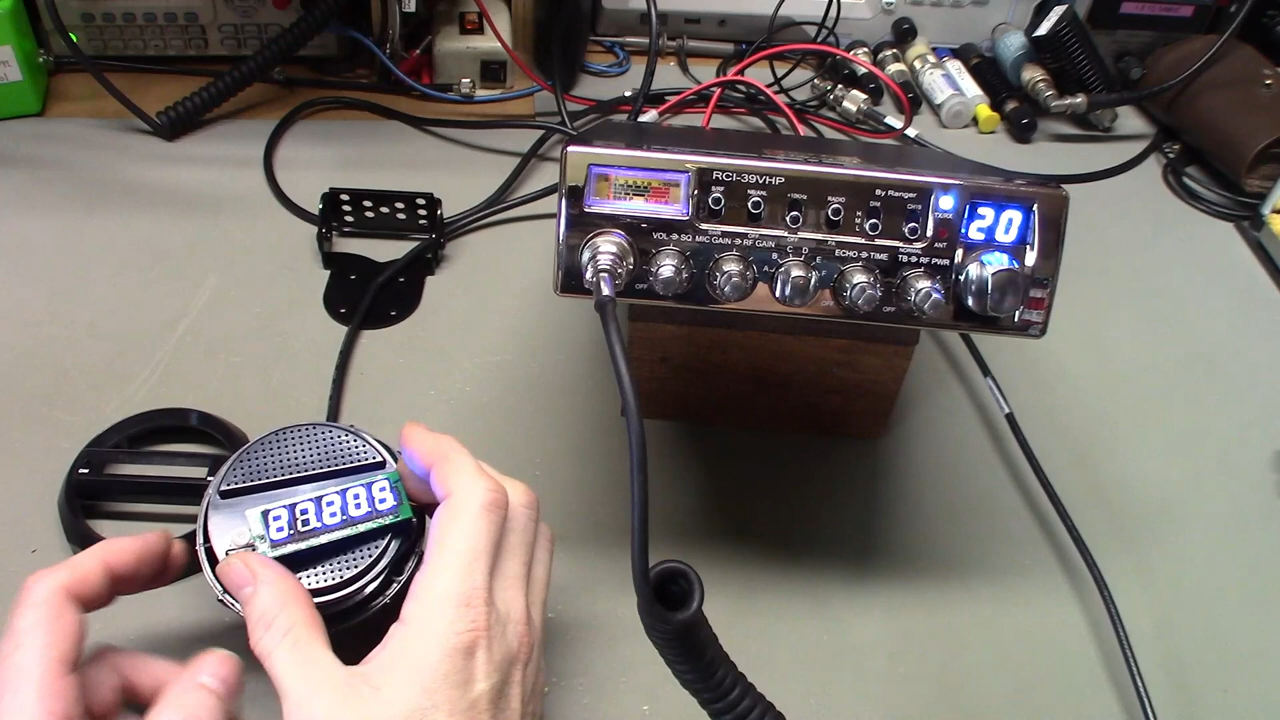 RCI-39VHP
By Ranger
S/RF
NB/ANL
+10KHz
RADIO
DIM
CH19
H
M
L
SWR
OFF
OFF
PA
NORMAL
TX/RX
ANT
20
VOL SQ
MIC GAIN RF GAIN
ECHO TIME
TB RF PWR
OFF
A
B
C
D
E
F
OFF
OFF